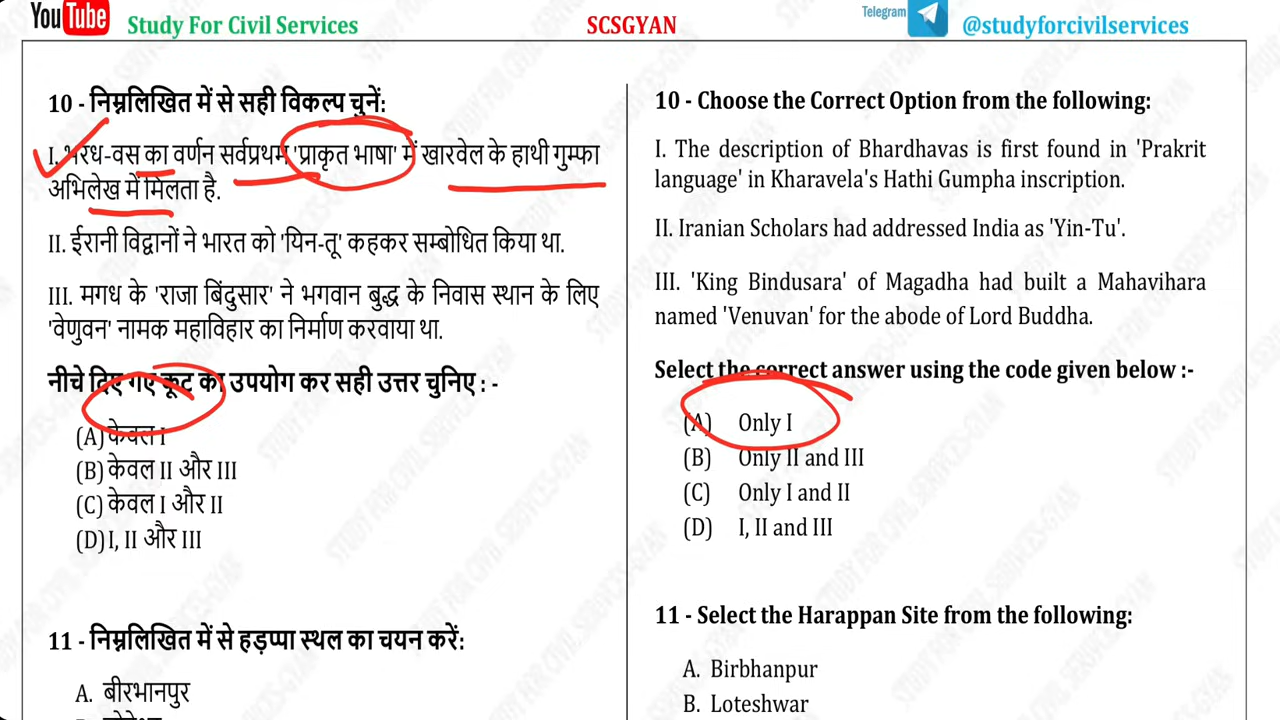 YouTube Study For Civil Services
SCSGYAN
Telegram
@studyforcivilservices
10 - निम्नलिखित में से सही विकल्प चुनें:
I. भरध-वस का वर्णन सर्वप्रथम 'प्राकृत भाषा' में खारवेल के हाथी गुम्फा
अभिलेख में मिलता है.
II. ईरानी विद्वानों ने भारत को 'यिन-तू' कहकर सम्बोधित किया था.
III. मगध के 'राजा बिंदुसार' ने भगवान बुद्ध के निवास स्थान के लिए
'वेणुवन' नामक महाविहार का निर्माण करवाया था.
नीचे दिए गए कूट का उपयोग कर सही उत्तर चुनिए : -
(A) केवल I
(B) केवल II और III
(C) केवल I और II
(D) I, II और III
11 - निम्नलिखित में से हड़प्पा स्थल का चयन करें:
A. बीरभानपुर
10 - Choose the Correct Option from the following:
I. The description of Bhardhavas is first found in 'Prakrit
language' in Kharavela's Hathi Gumpha inscription.
II. Iranian Scholars had addressed India as 'Yin-Tu'.
III. 'King Bindusara' of Magadha had built a Mahavihara
named 'Venuvan' for the abode of Lord Buddha.
Select the correct answer using the code given below :-
(A) Only I
(B) Only II and III
(C) Only I and II
(D) I, II and III
11 - Select the Harappan Site from the following:
A. Birbhanpur
B. Loteshwar